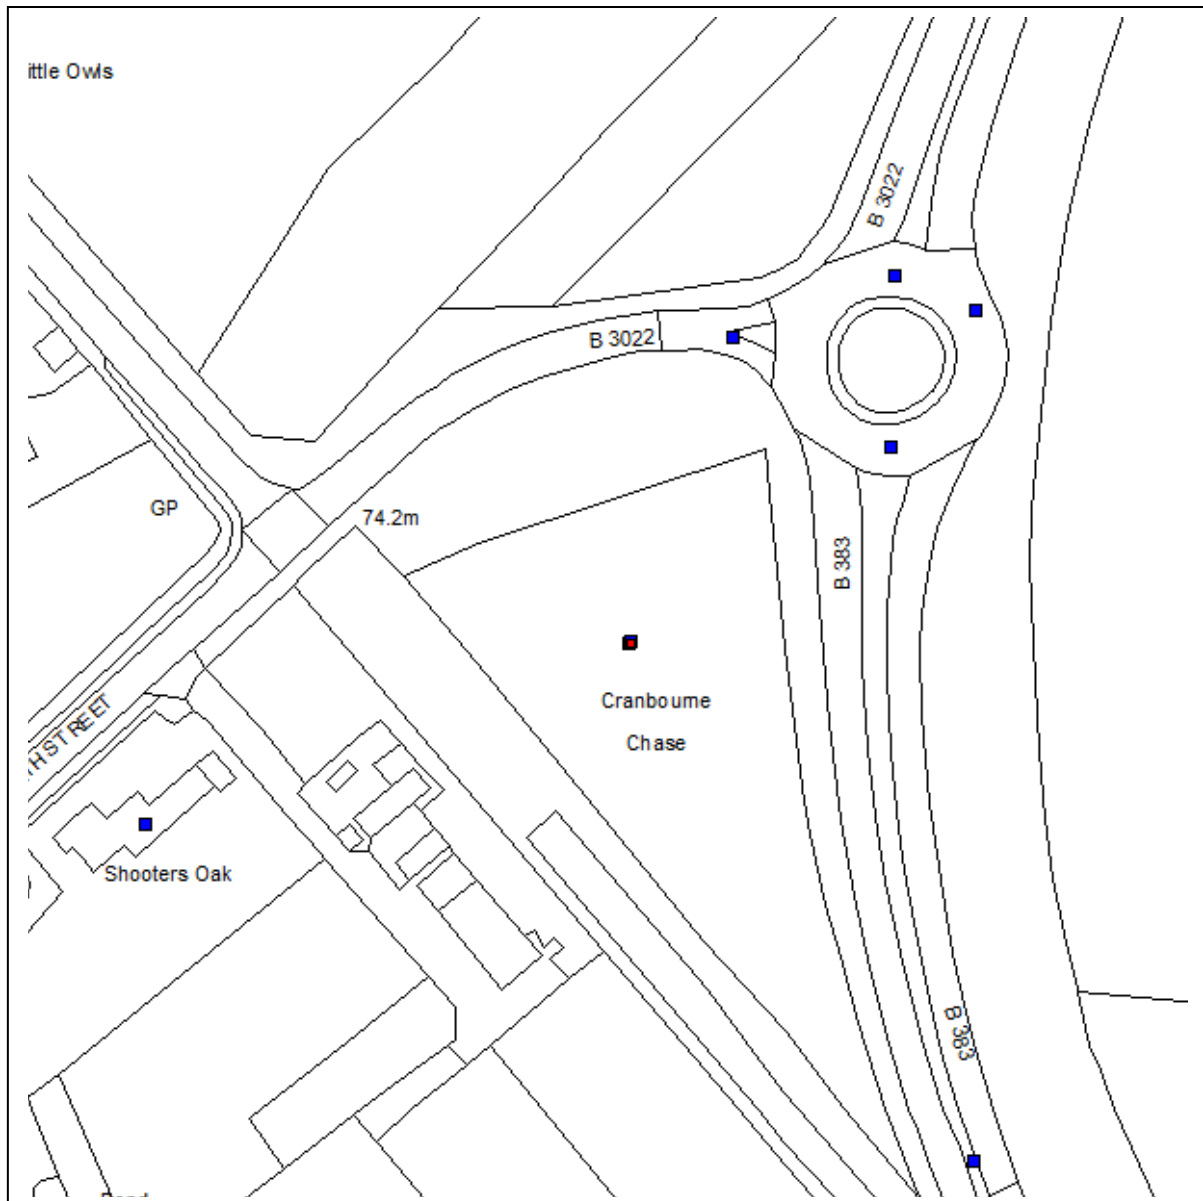 ittle Owls
B 3022
B 3022
GP
74.2m
B 383
Cranbourne
Chase
STREET
Shooters Oak
B 383